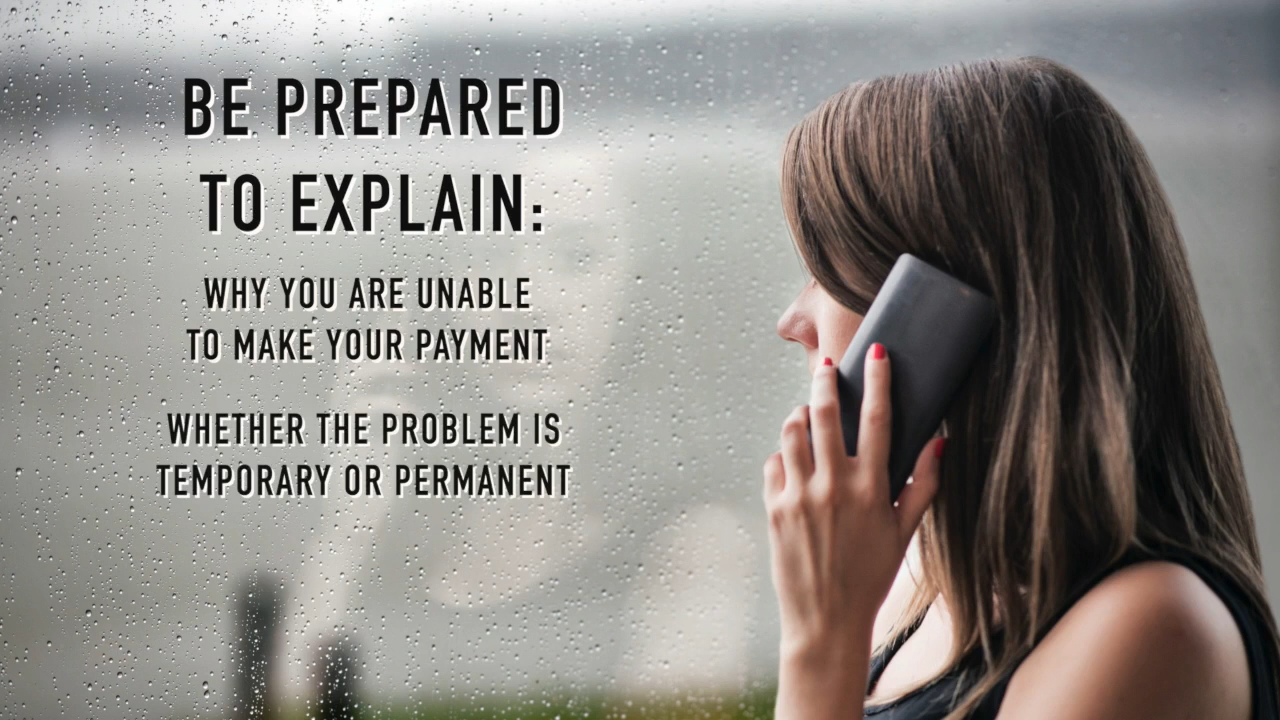 BE PREPARED
TO EXPLAIN:
WHY YOU ARE UNABLE
TO MAKE YOUR PAYMENT
WHETHER THE PROBLEM IS
TEMPORARY OR PERMANENT